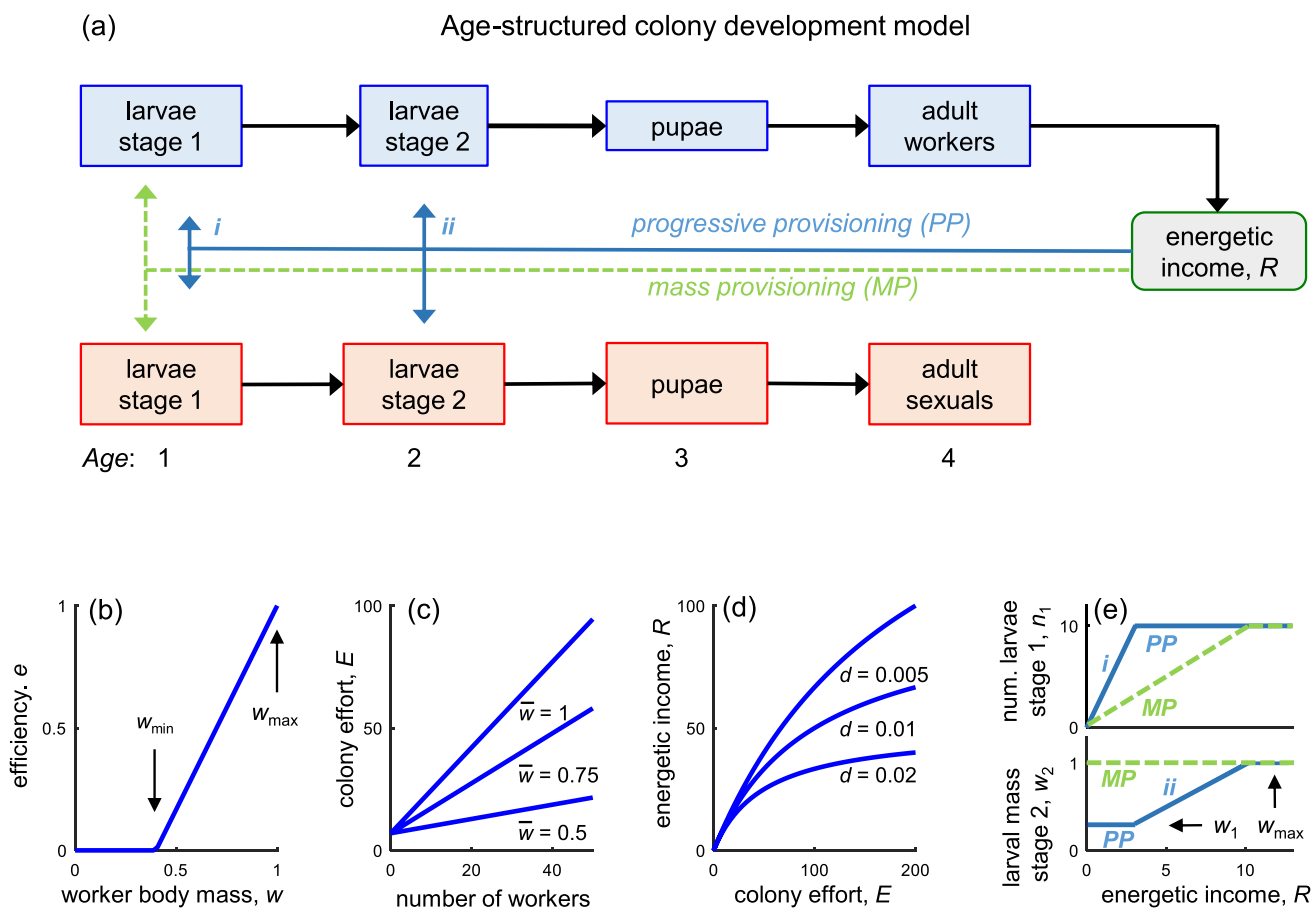 (a) Age-structured colony development model
larvae
stage 1
larvae
stage 2
pupae
adult
workers
i
ii
progressive provisioning (PP)
mass provisioning (MP)
energetic
income, R
larvae
stage 1
larvae
stage 2
pupae
adult
sexuals
Age: 1 2 3 4
(b)
efficiency. e
1
0.5
0
w_min
w_max
0 0.5 1
worker body mass, w
(c)
colony effort, E
100
50
0
w̅ = 1
w̅ = 0.75
w̅ = 0.5
0 20 40
number of workers
(d)
energetic income, R
100
50
0
d = 0.005
d = 0.01
d = 0.02
0 100 200
colony effort, E
(e)
num. larvae
stage 1, n₁
10
0
i
PP
MP
larval mass
stage 2, w₂
1
0
MP
ii
PP
w₁
w_max
0 5 10
energetic income, R